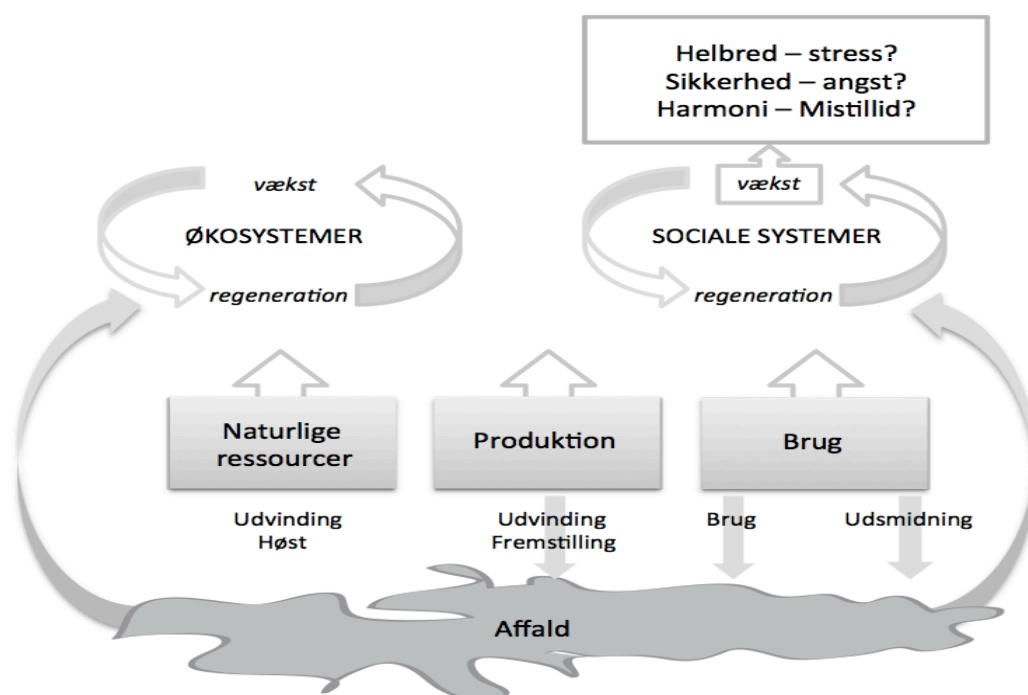 Helbred – stress?
Sikkerhed – angst?
Harmoni – Mistillid?
vækst
vækst
ØKOSYSTEMER
SOCIALE SYSTEMER
regeneration
regeneration
Naturlige
ressourcer
Produktion
Brug
Udvinding
Høst
Udvinding
Fremstilling
Brug
Udsmidning
Affald